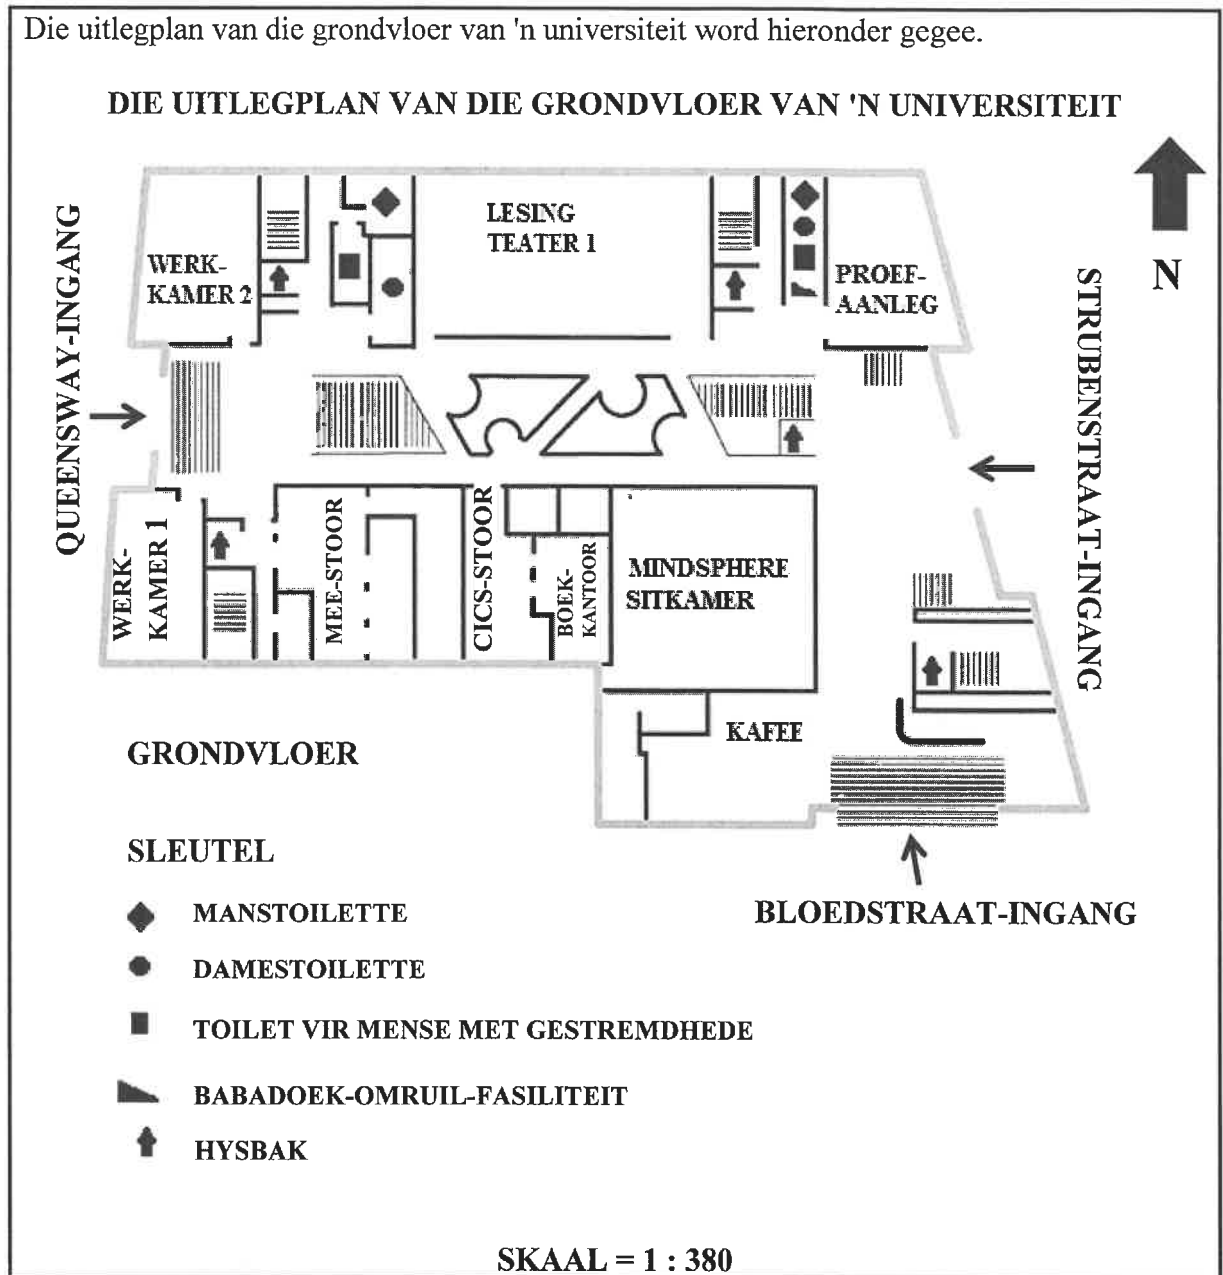 Die uitlegplan van die grondvloer van 'n universiteit word hieronder gegee.
DIE UITLEGPLAN VAN DIE GRONDVLOER VAN 'N UNIVERSITEIT
N
QUEENSWAY-INGANG
WERK-
KAMER 2
LESING
TEATER 1
PROEF-
AANLEG
STRUBENSTRAAT-INGANG
WERK-
KAMER 1
MEE-STOOR
CICS-STOOR
BOEK-
KANTOOR
MINDSPHERE
SITKAMER
KAFEE
GRONDVLOER
BLOEDSTRAAT-INGANG
SLEUTEL
MANSTOILETTE
DAMESTOILETTE
TOILET VIR MENSE MET GESTREMDHEDE
BABADOEK-OMRUIL-FASILITEIT
HYSBAK
SKAAL = 1 : 380